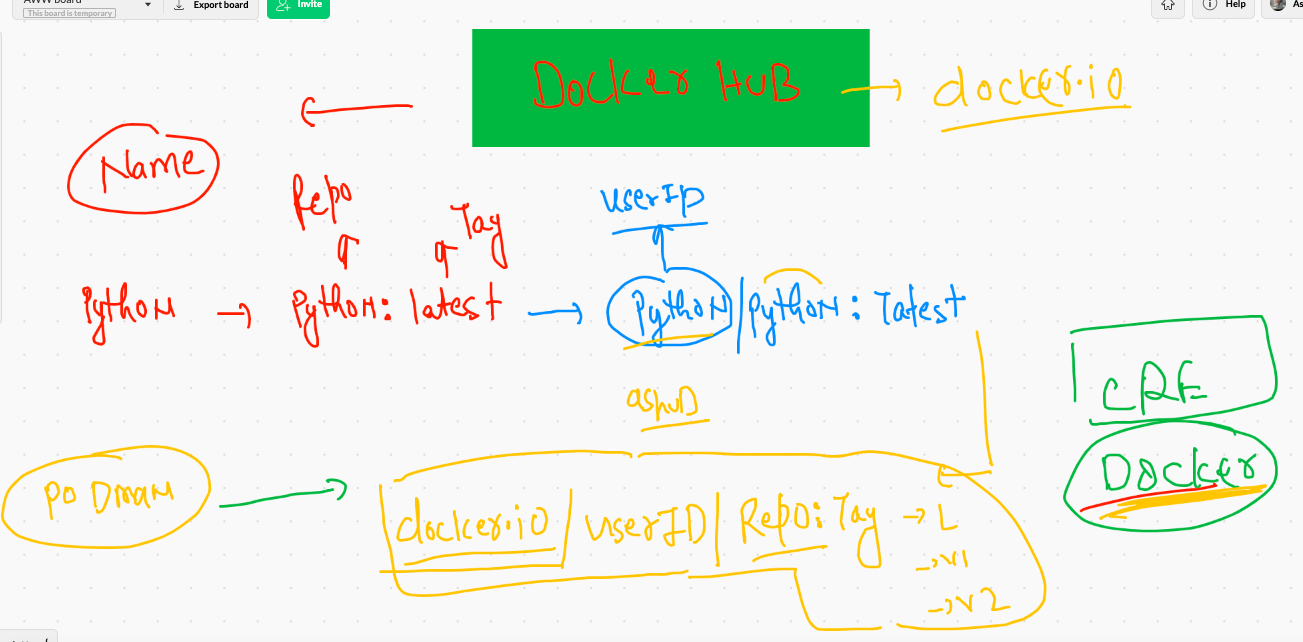 AWW board
This board is temporary
Export board
Invite
Help
As
Docker HUB
docker.io
Name
Repo
Tag
userID
PythoN
PythoN: latest
PythoN/PythoN: latest
ashuD
CRE
Docker
PODmaN
docker.io/userID/Repo:Tag
L
v1
v2